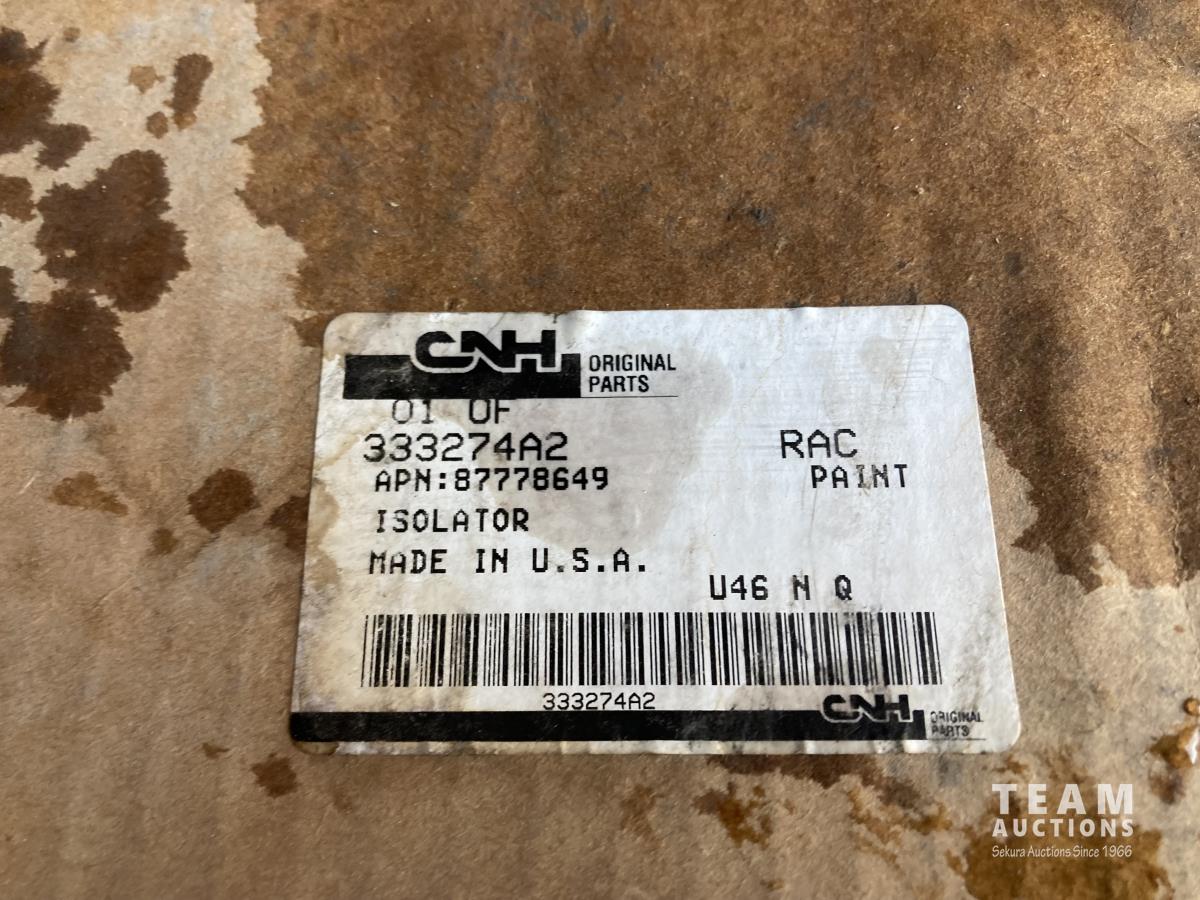 CNH ORIGINAL
PARTS
01 OF
333274A2 RAC
APN:87778649 PAINT
ISOLATOR
MADE IN U.S.A.
U46 N Q
333274A2
CNH ORIGINAL
PARTS
TEAM
AUCTIONS
Sekura Auctions Since 1966